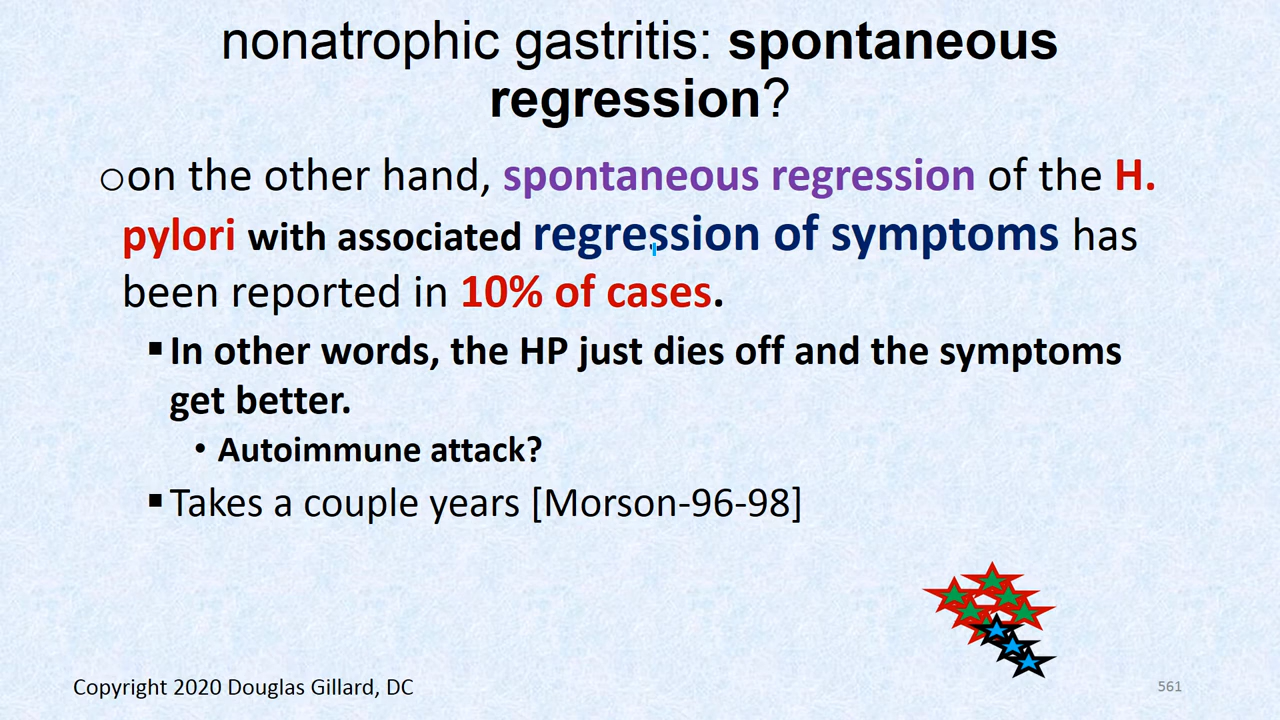 nonatrophic gastritis: spontaneous
regression?
○on the other hand, spontaneous regression of the H.
pylori with associated regression of symptoms has
been reported in 10% of cases.
▪In other words, the HP just dies off and the symptoms
get better.
• Autoimmune attack?
▪Takes a couple years [Morson-96-98]
Copyright 2020 Douglas Gillard, DC
561